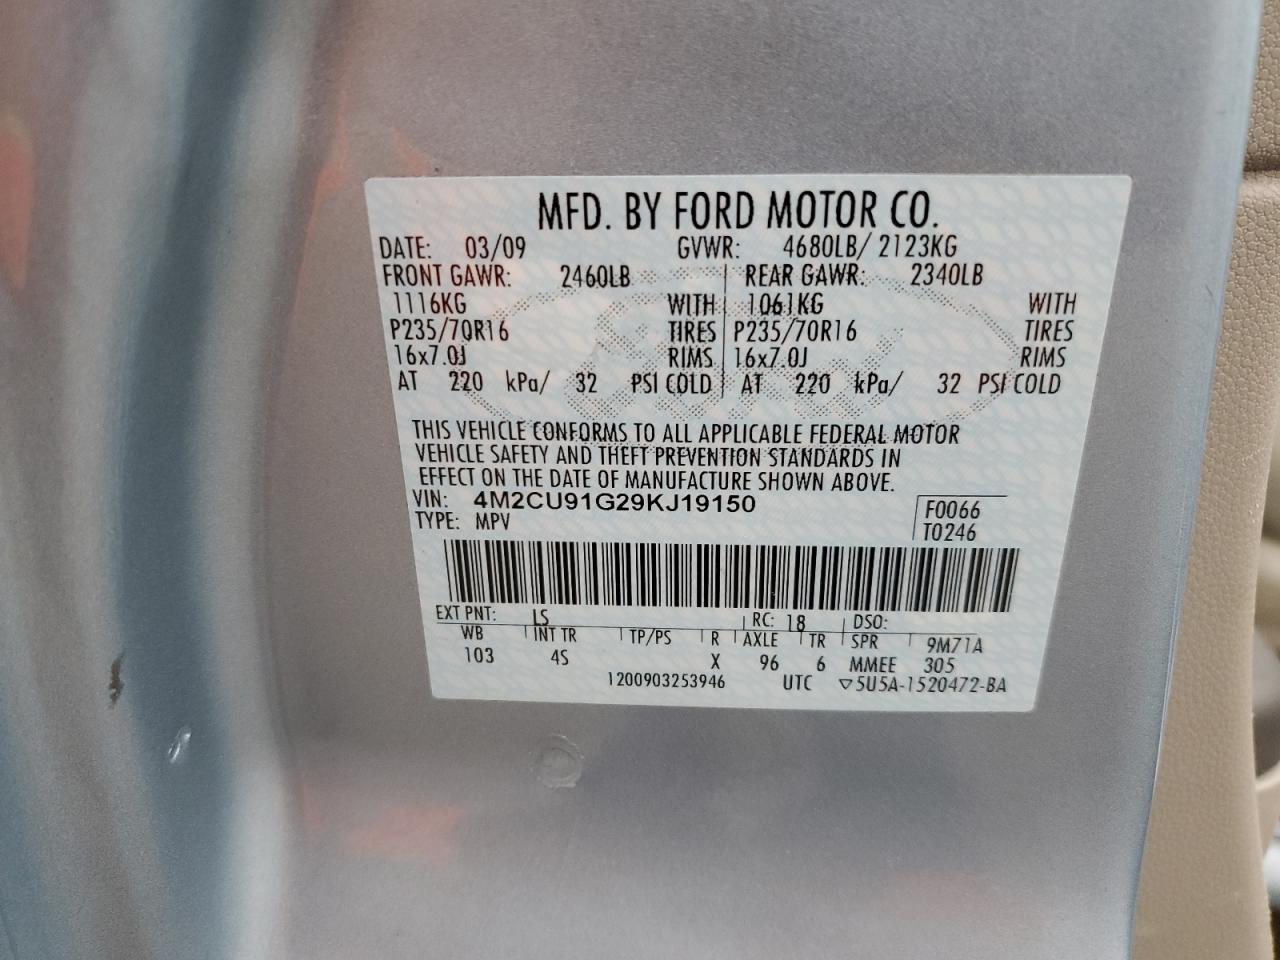 MFD. BY FORD MOTOR CO.
DATE: 03/09 GVWR: 4680LB/ 2123KG
FRONT GAWR: 2460LB REAR GAWR: 2340LB
1116KG WITH 1061KG WITH
P235/70R16 TIRES P235/70R16 TIRES
16x7.0J RIMS 16x7.0J RIMS
AT 220 kPa/ 32 PSI COLD AT 220 kPa/ 32 PSI COLD
THIS VEHICLE CONFORMS TO ALL APPLICABLE FEDERAL MOTOR
VEHICLE SAFETY AND THEFT PREVENTION STANDARDS IN
EFFECT ON THE DATE OF MANUFACTURE SHOWN ABOVE.
VIN: 4M2CU91G29KJ19150 F0066
TYPE: MPV T0246
EXT PNT: LS RC: 18 DSO:
WB INT TR TP/PS R AXLE TR SPR 9M71A
103 4S X 96 6 MMEE 305
1200903253946 UTC ▽5U5A-1520472-BA